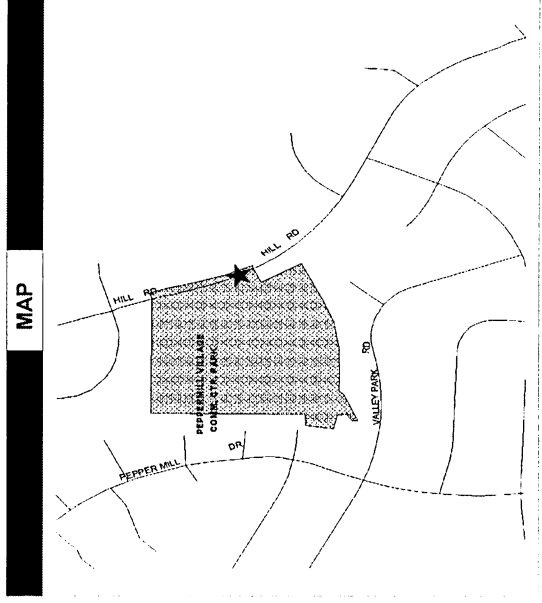 MAP
HILL RD
HILL RD
PEPPERMILL VILLAGE
COMM. CTR. PARK
PEPPER MILL DR
VALLEY PARK RD